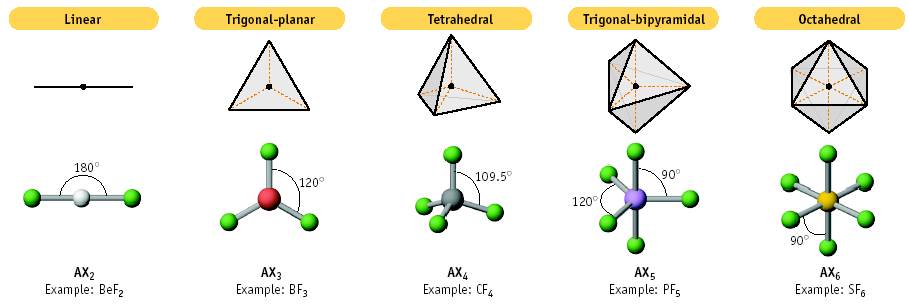 Linear
Trigonal-planar
Tetrahedral
Trigonal-bipyramidal
Octahedral
180°
120°
109.5°
90°
120°
90°
AX₂
Example: BeF₂
AX₃
Example: BF₃
AX₄
Example: CF₄
AX₅
Example: PF₅
AX₆
Example: SF₆